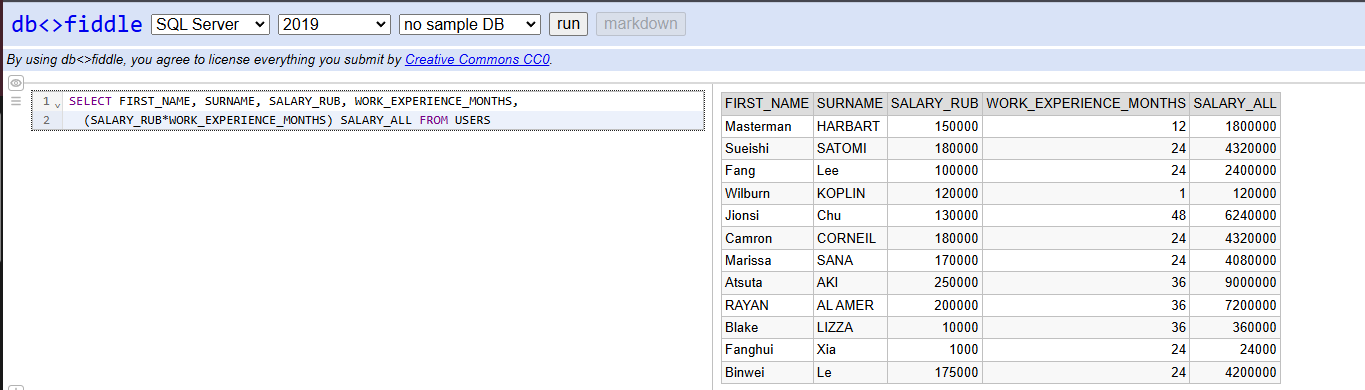 db<>fiddle SQL Server 2019 no sample DB run markdown
By using db<>fiddle, you agree to license everything you submit by Creative Commons CC0.
1 SELECT FIRST_NAME, SURNAME, SALARY_RUB, WORK_EXPERIENCE_MONTHS,
2 (SALARY_RUB*WORK_EXPERIENCE_MONTHS) SALARY_ALL FROM USERS
FIRST_NAME SURNAME SALARY_RUB WORK_EXPERIENCE_MONTHS SALARY_ALL
Masterman HARBART 150000 12 1800000
Sueishi SATOMI 180000 24 4320000
Fang Lee 100000 24 2400000
Wilburn KOPLIN 120000 1 120000
Jionsi Chu 130000 48 6240000
Camron CORNEIL 180000 24 4320000
Marissa SANA 170000 24 4080000
Atsuta AKI 250000 36 9000000
RAYAN AL AMER 200000 36 7200000
Blake LIZZA 10000 36 360000
Fanghui Xia 1000 24 24000
Binwei Le 175000 24 4200000